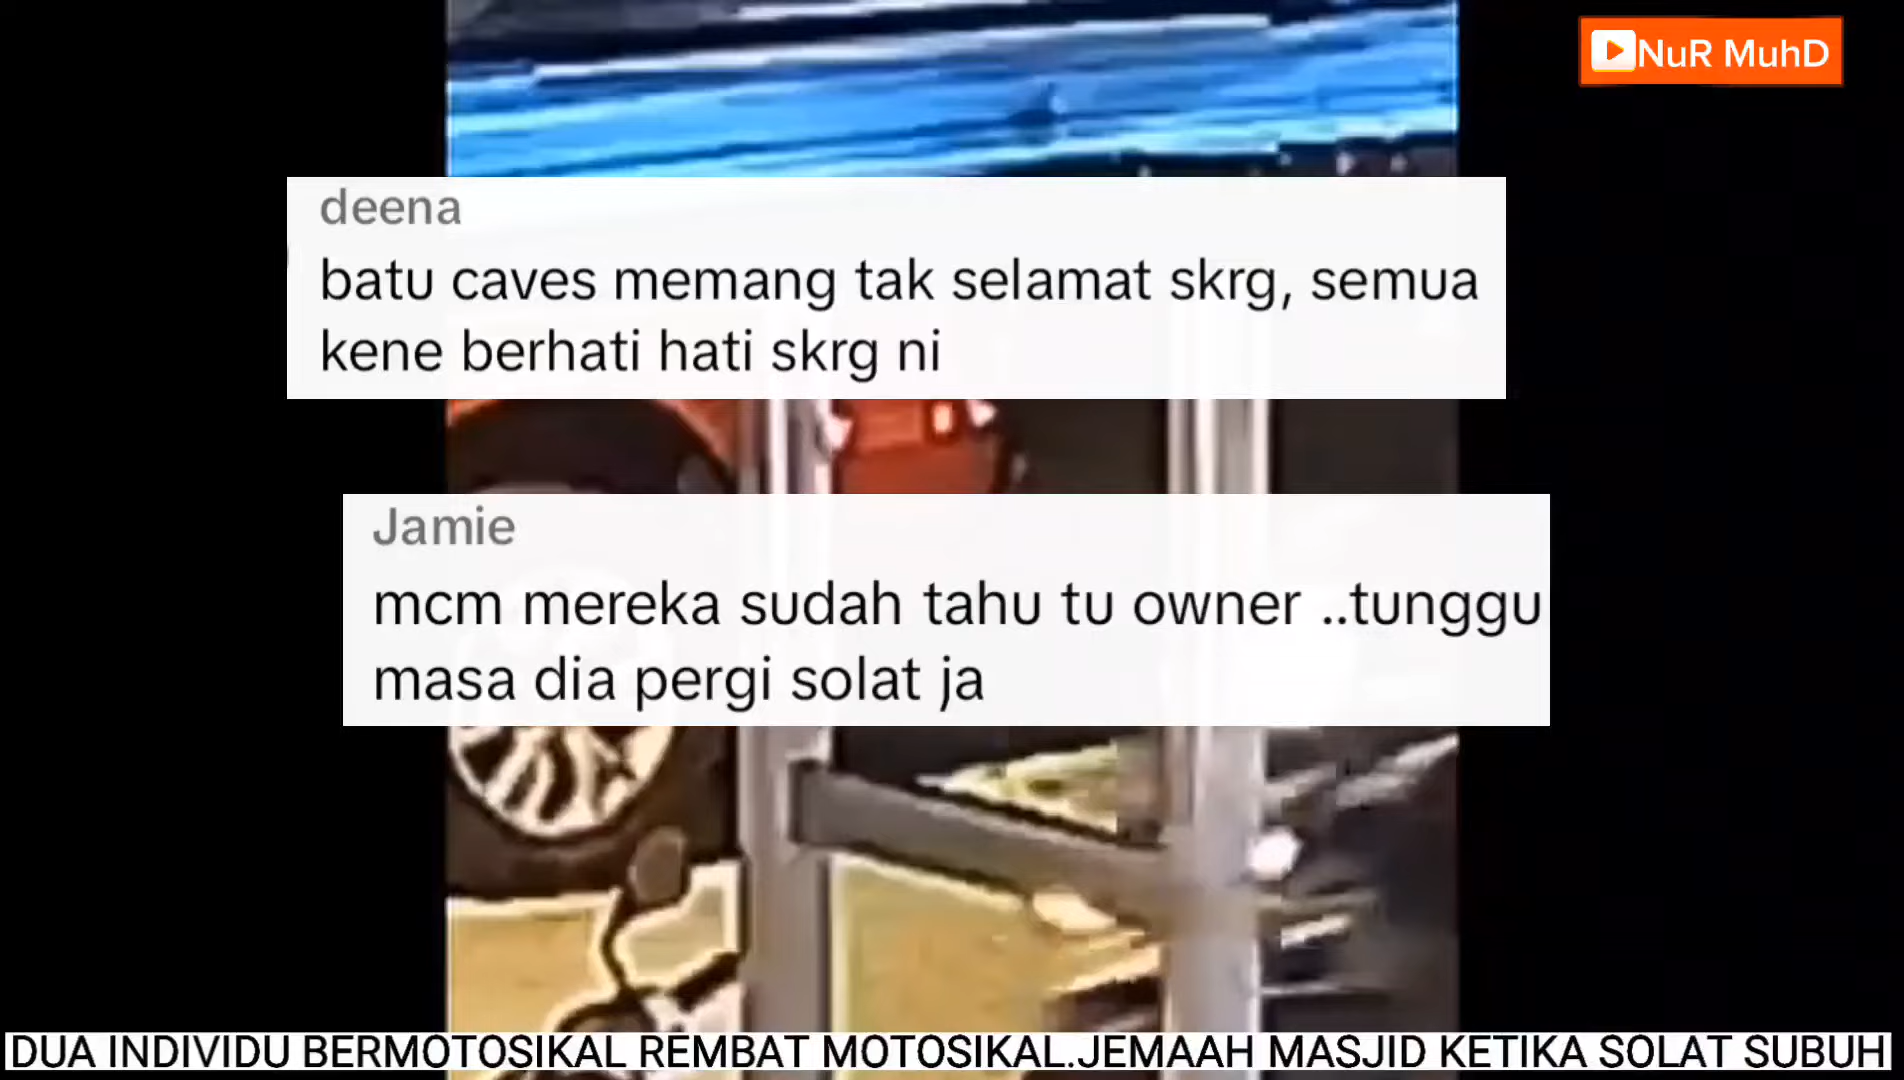 NuR MuhD
deena
batu caves memang tak selamat skrg, semua
kene berhati hati skrg ni
Jamie
mcm mereka sudah tahu tu owner ..tunggu
masa dia pergi solat ja
DUA INDIVIDU BERMOTOSIKAL REMBAT MOTOSIKAL.JEMAAH MASJID KETIKA SOLAT SUBUH